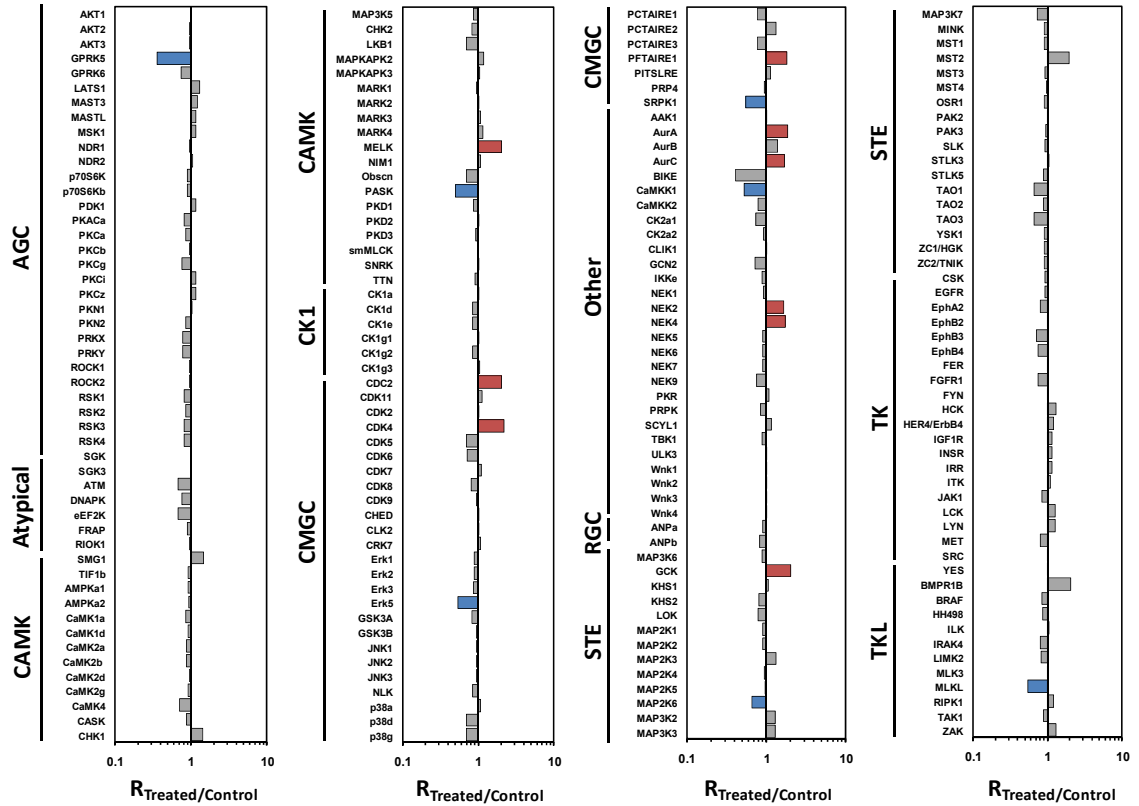 AGC
Atypical
CAMK
AKT1
AKT2
AKT3
GPRK5
GPRK6
LATS1
MAST3
MASTL
MSK1
NDR1
NDR2
p70S6K
p70S6Kb
PDK1
PKACa
PKCa
PKCb
PKCg
PKCi
PKCz
PKN1
PKN2
PRKX
PRKY
ROCK1
ROCK2
RSK1
RSK2
RSK3
RSK4
SGK
SGK3
ATM
DNAPK
eEF2K
FRAP
RIOK1
SMG1
TIF1b
AMPKa1
AMPKa2
CaMK1a
CaMK1d
CaMK2a
CaMK2b
CaMK2d
CaMK2g
CaMK4
CASK
CHK1
0.1 1 10
RTreated/Control
CAMK
CK1
CMGC
MAP3K5
CHK2
LKB1
MAPKAPK2
MAPKAPK3
MARK1
MARK2
MARK3
MARK4
MELK
NIM1
Obscn
PASK
PKD1
PKD2
PKD3
smMLCK
SNRK
TTN
CK1a
CK1d
CK1e
CK1g1
CK1g2
CK1g3
CDC2
CDK11
CDK2
CDK4
CDK5
CDK6
CDK7
CDK8
CDK9
CHED
CLK2
CRK7
Erk1
Erk2
Erk3
Erk5
GSK3A
GSK3B
JNK1
JNK2
JNK3
NLK
p38a
p38d
p38g
0.1 1 10
RTreated/Control
CMGC
Other
RGC
STE
PCTAIRE1
PCTAIRE2
PCTAIRE3
PFTAIRE1
PITSLRE
PRP4
SRPK1
AAK1
AurA
AurB
AurC
BIKE
CaMKK1
CaMKK2
CK2a1
CK2a2
CLIK1
GCN2
IKKe
NEK1
NEK2
NEK4
NEK5
NEK6
NEK7
NEK9
PKR
PRPK
SCYL1
TBK1
ULK3
Wnk1
Wnk2
Wnk3
Wnk4
ANPa
ANPb
MAP3K6
GCK
KHS1
KHS2
LOK
MAP2K1
MAP2K2
MAP2K3
MAP2K4
MAP2K5
MAP2K6
MAP3K2
MAP3K3
0.1 1 10
RTreated/Control
STE
TK
TKL
MAP3K7
MINK
MST1
MST2
MST3
MST4
OSR1
PAK2
PAK3
SLK
STLK3
STLK5
TAO1
TAO2
TAO3
YSK1
ZC1/HGK
ZC2/TNIK
CSK
EGFR
EphA2
EphB2
EphB3
EphB4
FER
FGFR1
FYN
HCK
HER4/ErbB4
IGF1R
INSR
IRR
ITK
JAK1
LCK
LYN
MET
SRC
YES
BMPR1B
BRAF
HH498
ILK
IRAK4
LIMK2
MLK3
MLKL
RIPK1
TAK1
ZAK
0.1 1 10
RTreated/Control